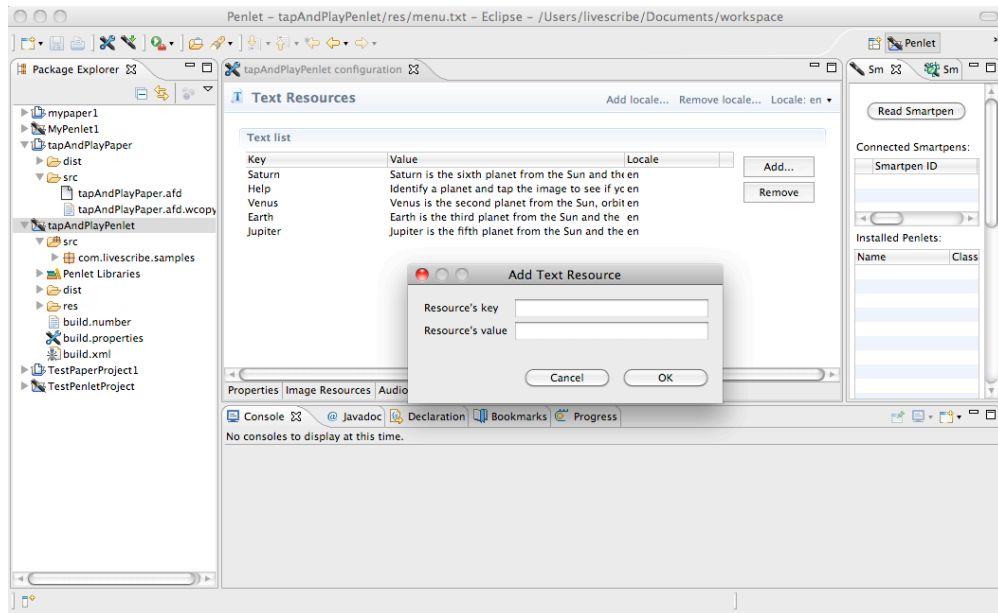 Penlet – tapAndPlayPenlet/res/menu.txt – Eclipse – /Users/livescribe/Documents/workspace
Penlet
Package Explorer
mypaper1
MyPenlet1
tapAndPlayPaper
dist
src
tapAndPlayPaper.afd
tapAndPlayPaper.afd.wcopy
tapAndPlayPenlet
src
com.livescribe.samples
Penlet Libraries
dist
res
build.number
build.properties
build.xml
TestPaperProject1
TestPenletProject
tapAndPlayPenlet configuration
Text Resources
Add locale... Remove locale... Locale: en
Text list
Key Value Locale
Saturn Saturn is the sixth planet from the Sun and the en
Help Identify a planet and tap the image to see if yc en
Venus Venus is the second planet from the Sun, orbit en
Earth Earth is the third planet from the Sun and the en
Jupiter Jupiter is the fifth planet from the Sun and the en
Add...
Remove
Add Text Resource
Resource's key
Resource's value
Cancel OK
Properties Image Resources Audio
Sm Sm
Read Smartpen
Connected Smartpens:
Smartpen ID
Installed Penlets:
Name Class
Console @ Javadoc Declaration Bookmarks Progress
No consoles to display at this time.